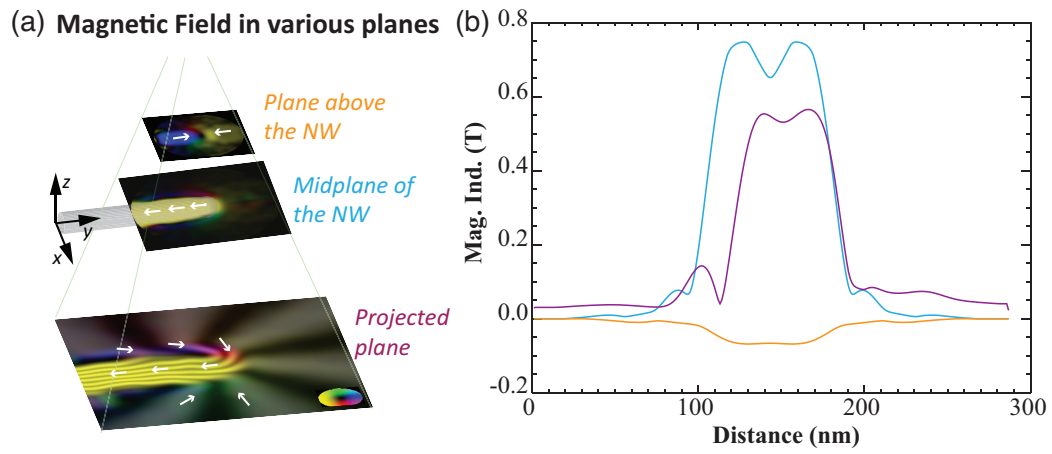 (a) Magnetic Field in various planes
Plane above
the NW
Midplane of
the NW
z
y
x
Projected
plane
(b)
0.8
0.6
0.4
0.2
0.0
-0.2
Mag. Ind. (T)
0
100
200
300
Distance (nm)